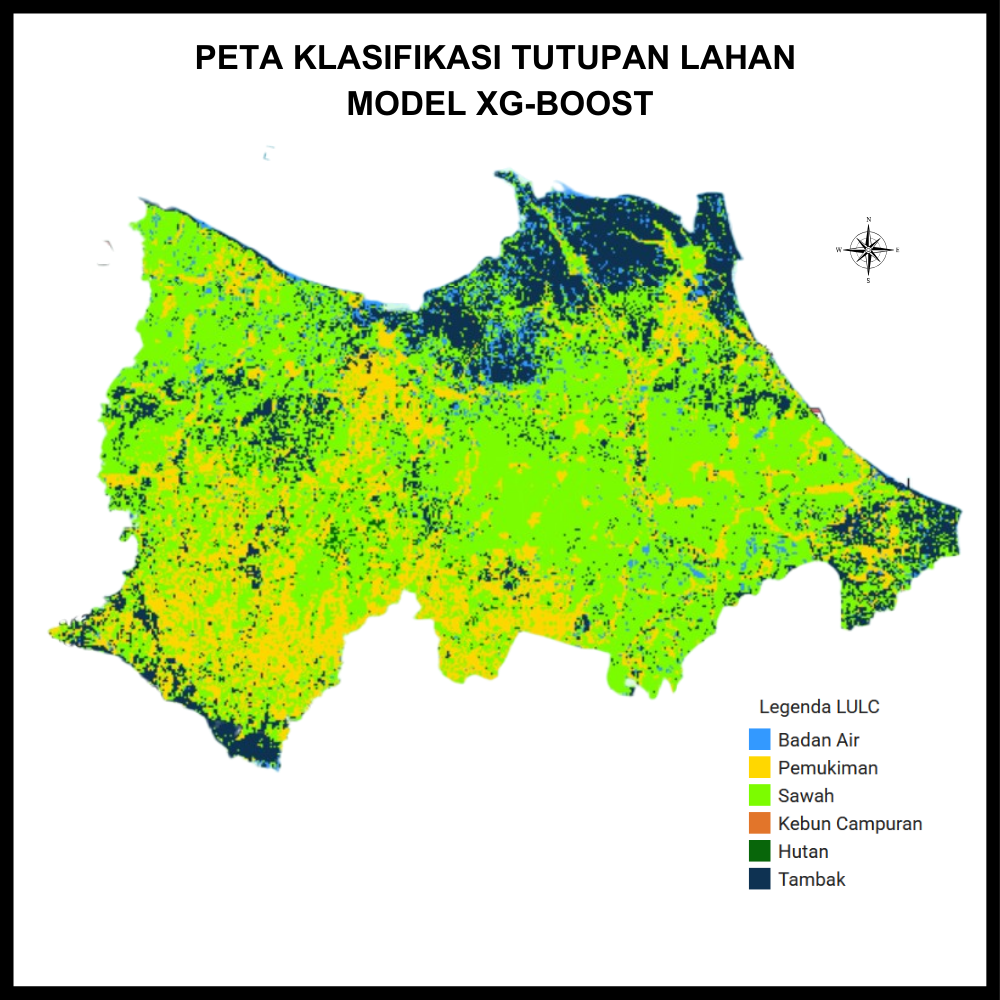 PETA KLASIFIKASI TUTUPAN LAHAN
MODEL XG-BOOST
N
W
E
S
Legenda LULC
Badan Air
Pemukiman
Sawah
Kebun Campuran
Hutan
Tambak